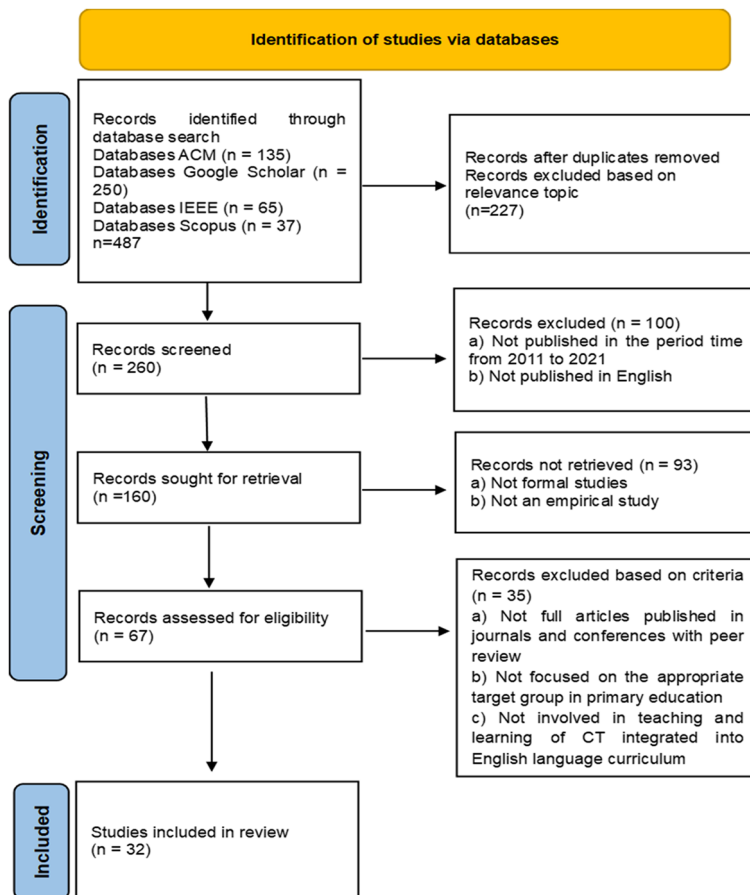 Identification of studies via databases
Identification
Records identified through
database search
Databases ACM (n = 135)
Databases Google Scholar (n =
250)
Databases IEEE (n = 65)
Databases Scopus (n = 37)
n=487
Records after duplicates removed
Records excluded based on
relevance topic
(n=227)
Screening
Records screened
(n = 260)
Records excluded (n = 100)
a) Not published in the period time
from 2011 to 2021
b) Not published in English
Records sought for retrieval
(n =160)
Records not retrieved (n = 93)
a) Not formal studies
b) Not an empirical study
Records assessed for eligibility
(n = 67)
Records excluded based on criteria
(n = 35)
a) Not full articles published in
journals and conferences with peer
review
b) Not focused on the appropriate
target group in primary education
c) Not involved in teaching and
learning of CT integrated into
English language curriculum
Included
Studies included in review
(n = 32)